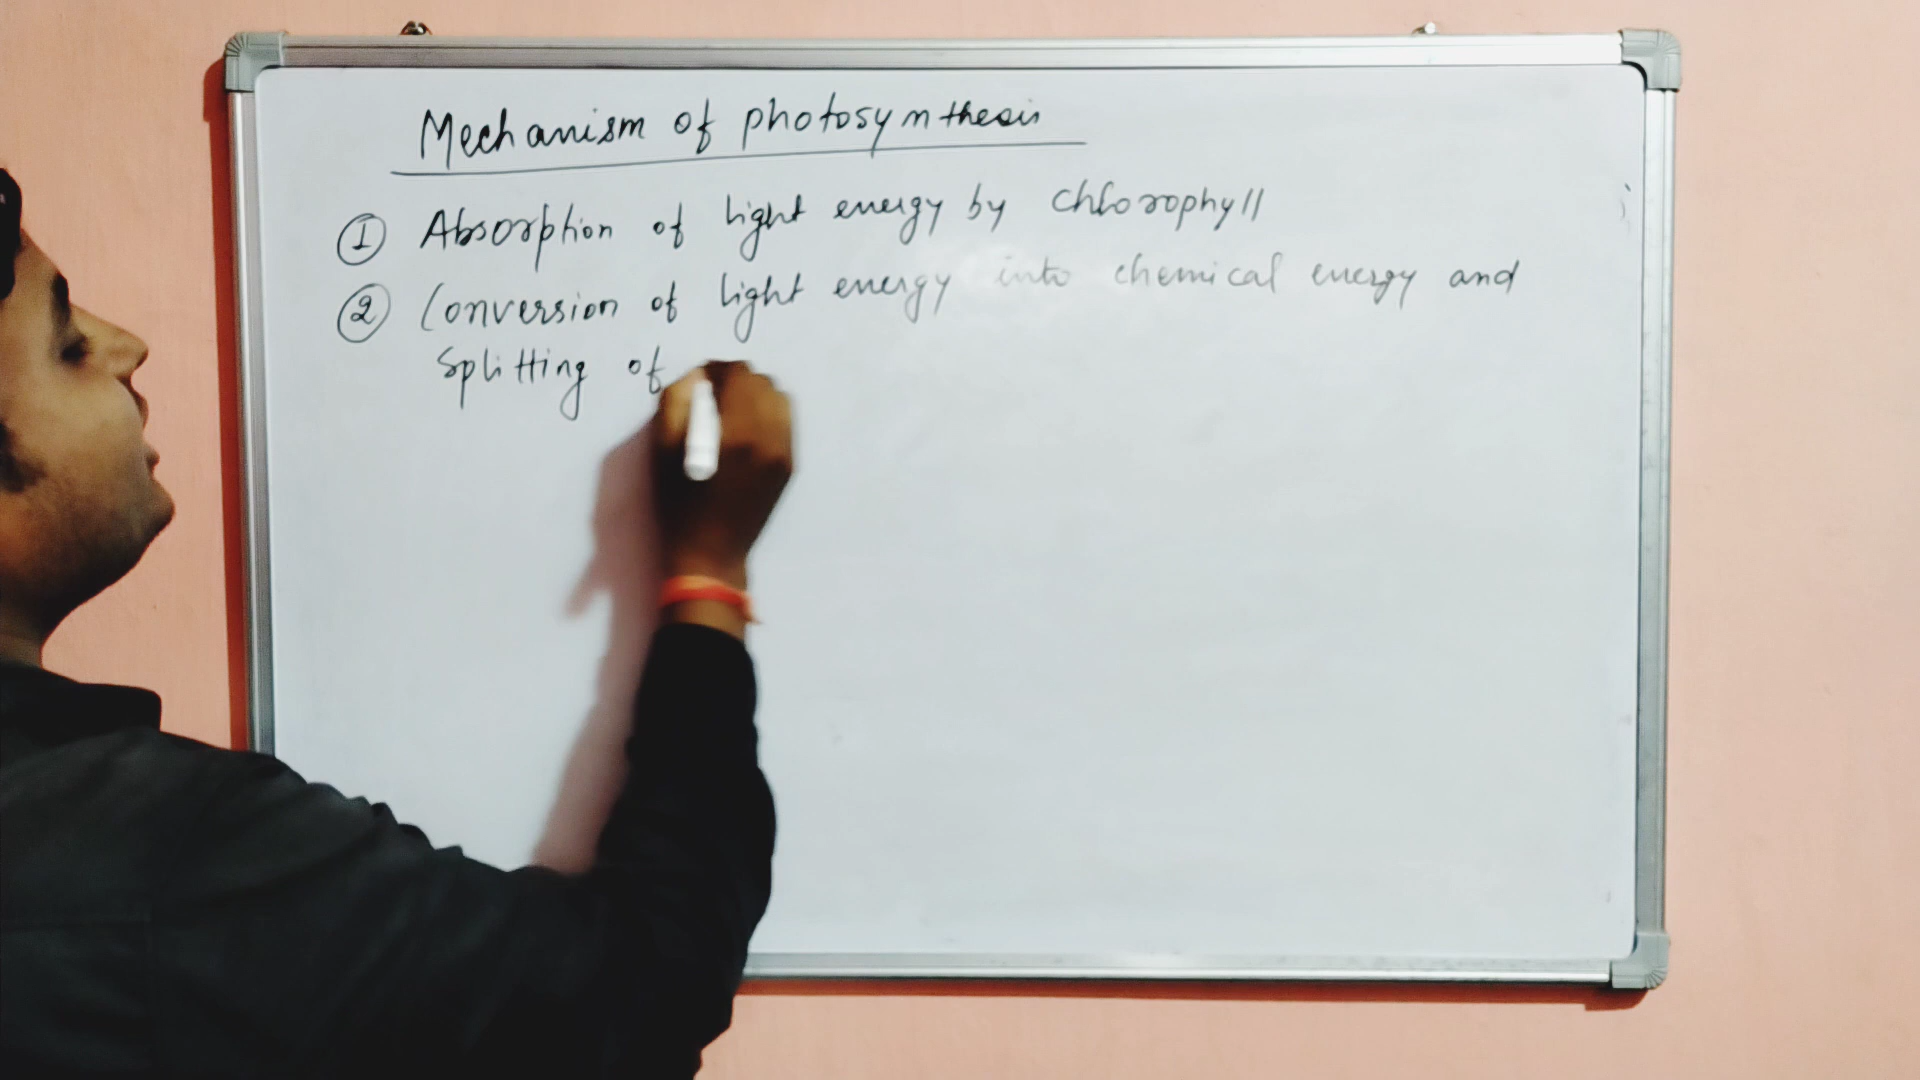 Mechanism of photosynthesis
① Absorption of light energy by chlorophyll
② Conversion of light energy into chemical energy and
splitting of